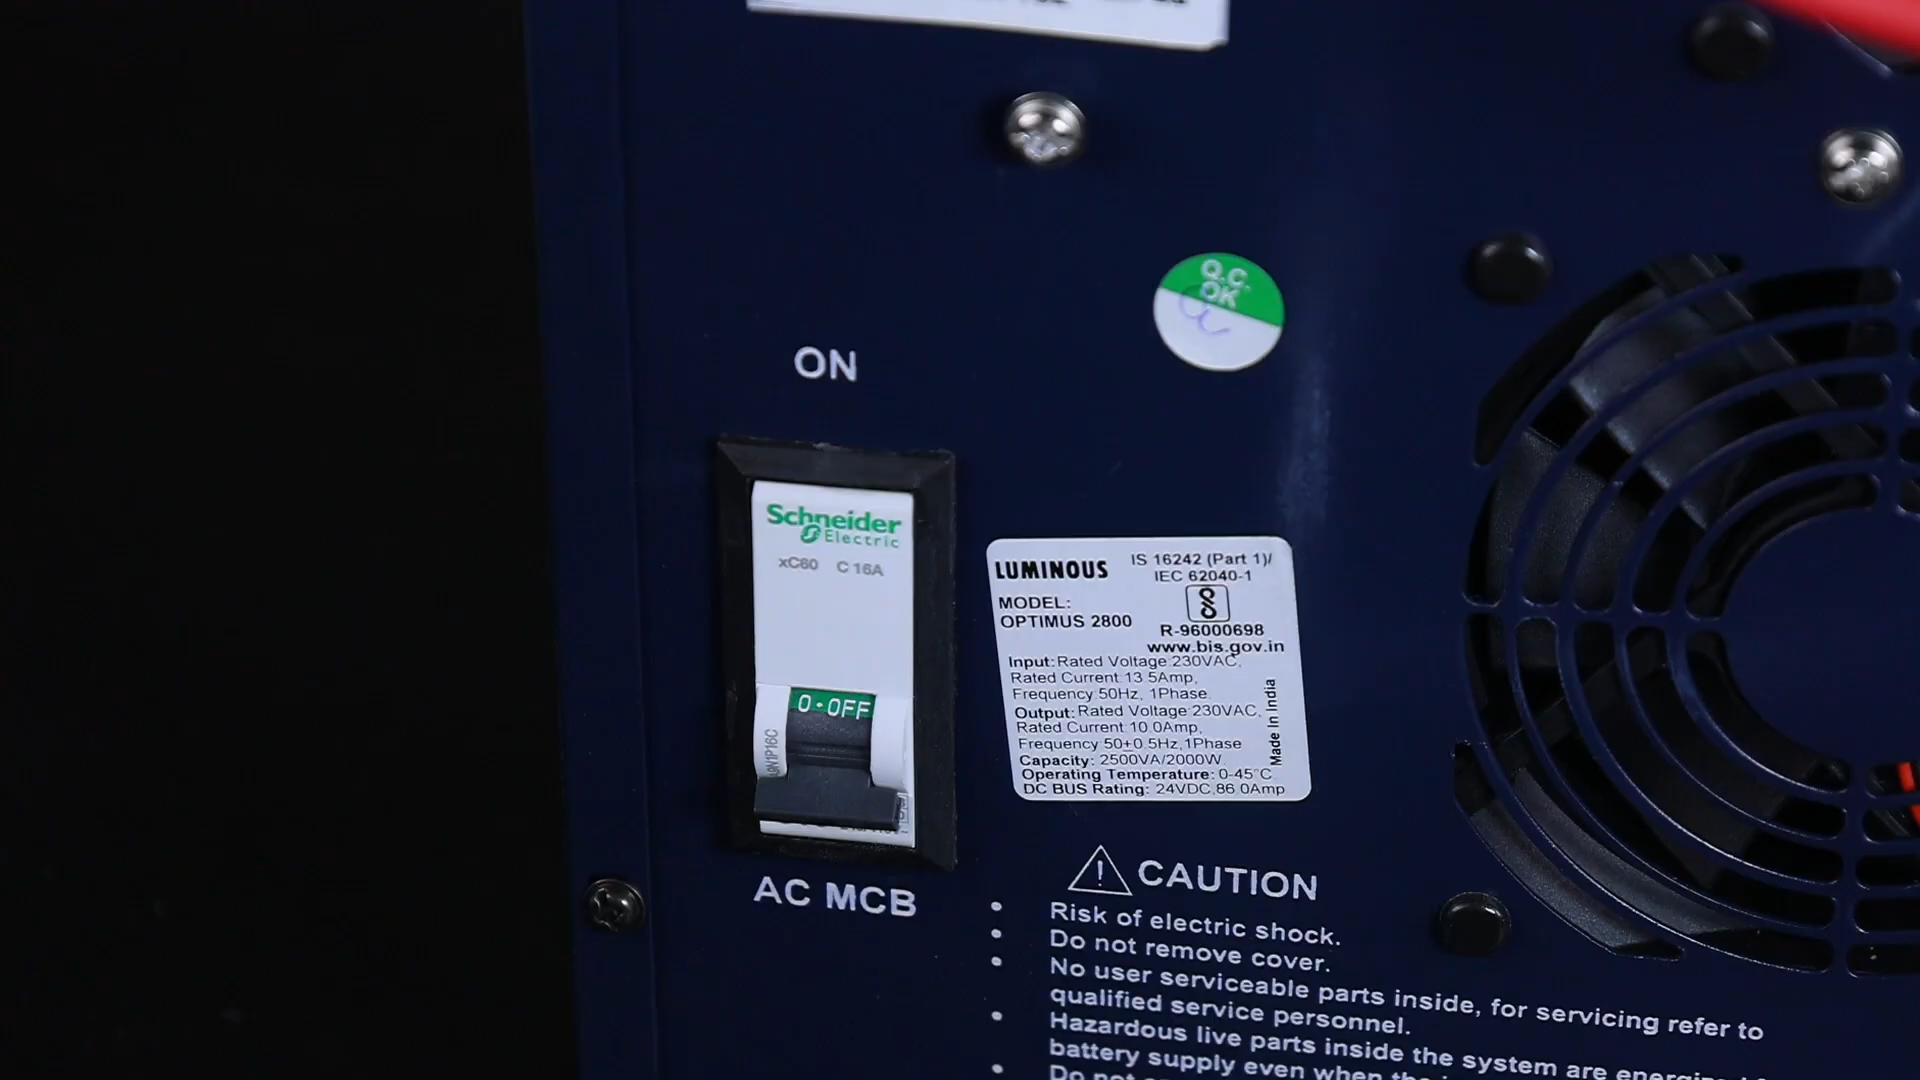 Q.C.
OK
ON
Schneider
Electric
xC60 C 16A
0·OFF
A9N1P16C
AC MCB
LUMINOUS
IS 16242 (Part 1)/
IEC 62040-1
MODEL:
OPTIMUS 2800
R-96000698
www.bis.gov.in
Input: Rated Voltage:230VAC,
Rated Current:13.5Amp,
Frequency:50Hz, 1Phase.
Output: Rated Voltage:230VAC,
Rated Current:10.0Amp,
Frequency:50±0.5Hz,1Phase
Capacity: 2500VA/2000W.
Operating Temperature: 0-45°C
DC BUS Rating: 24VDC,86.0Amp
Made In India
CAUTION
• Risk of electric shock.
• Do not remove cover.
• No user serviceable parts inside, for servicing refer to
qualified service personnel.
• Hazardous live parts inside the system are energized
battery supply even when the
• Do not